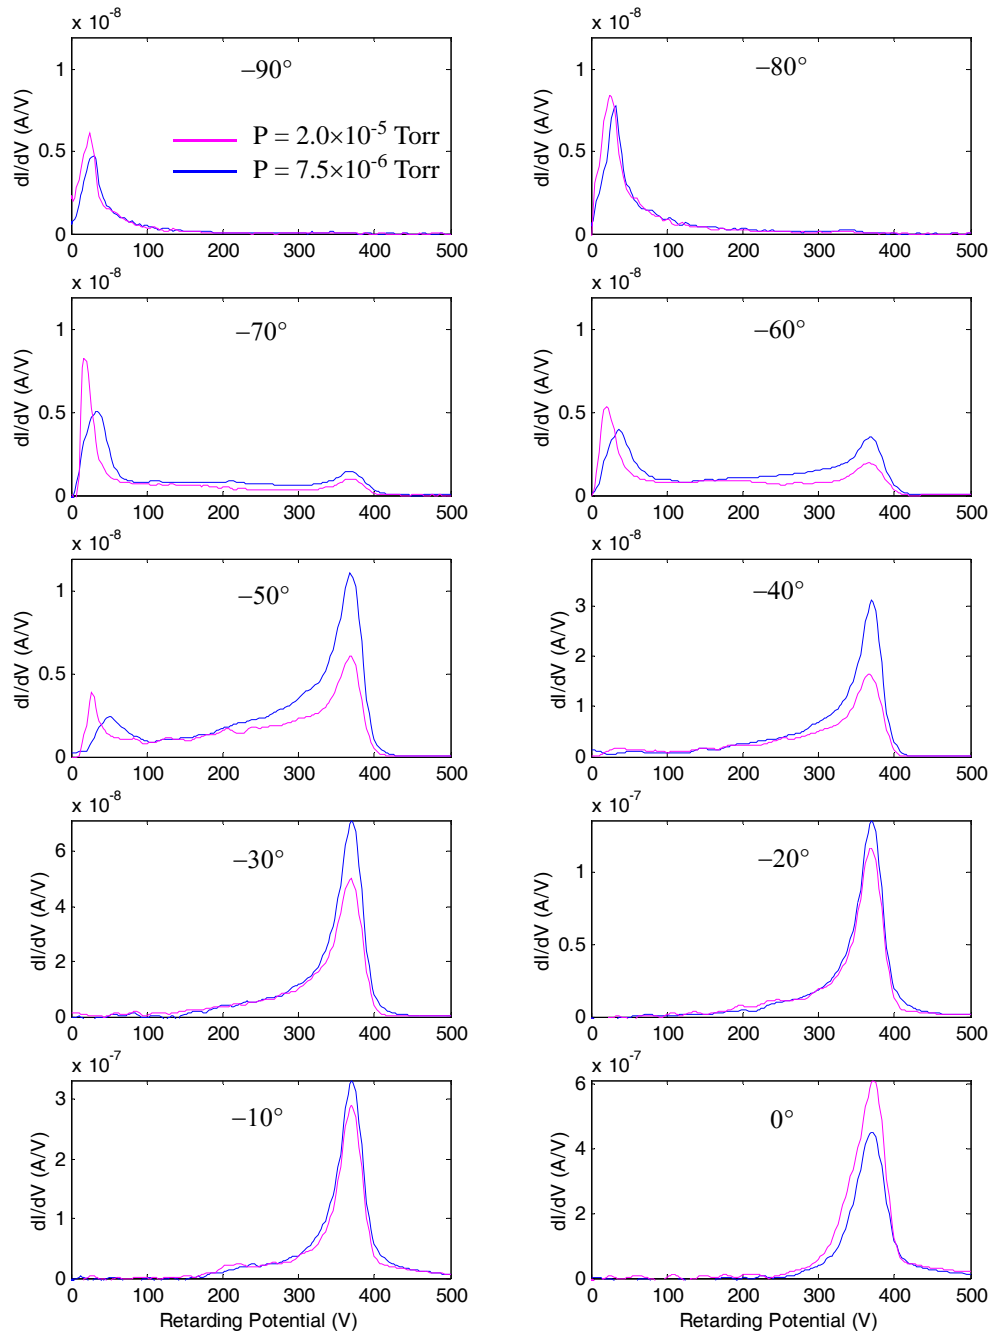 x 10-8
x 10-8
1
0.5
0
dI/dV (A/V)
−90°
P = 2.0×10-5 Torr
P = 7.5×10-6 Torr
0 100 200 300 400 500
1
0.5
0
dI/dV (A/V)
−80°
0 100 200 300 400 500
x 10-8
x 10-8
1
0.5
0
dI/dV (A/V)
−70°
0 100 200 300 400 500
1
0.5
0
dI/dV (A/V)
−60°
0 100 200 300 400 500
x 10-8
x 10-8
1
0.5
0
dI/dV (A/V)
−50°
0 100 200 300 400 500
3
2
1
0
dI/dV (A/V)
−40°
0 100 200 300 400 500
x 10-8
x 10-7
6
4
2
0
dI/dV (A/V)
−30°
0 100 200 300 400 500
1
0.5
0
dI/dV (A/V)
−20°
0 100 200 300 400 500
x 10-7
x 10-7
3
2
1
0
dI/dV (A/V)
−10°
0 100 200 300 400 500
Retarding Potential (V)
6
4
2
0
dI/dV (A/V)
0°
0 100 200 300 400 500
Retarding Potential (V)